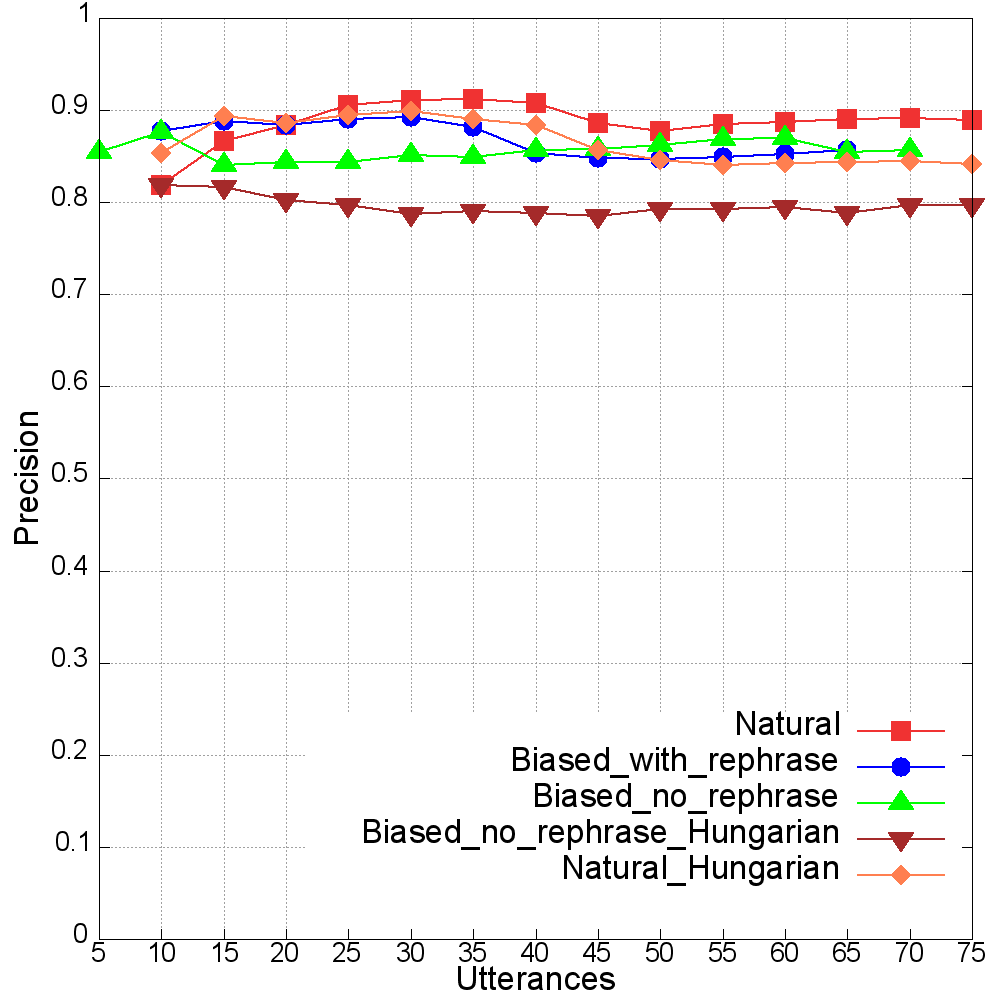 1
0.9
0.8
0.7
0.6
0.5
0.4
0.3
0.2
0.1
0
Precision
Natural
Biased_with_rephrase
Biased_no_rephrase
Biased_no_rephrase_Hungarian
Natural_Hungarian
5 10 15 20 25 30 35 40 45 50 55 60 65 70 75
Utterances